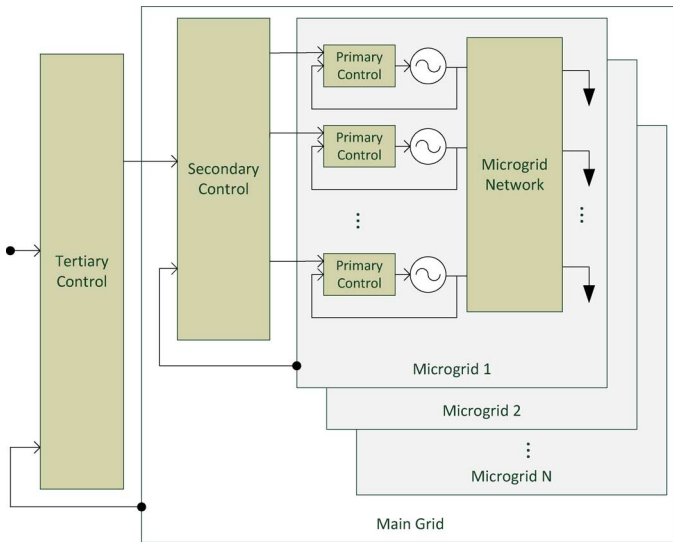 Primary
Control
Primary
Control
Secondary
Control
Microgrid
Network
Tertiary
Control
Primary
Control
Microgrid 1
Microgrid 2
Microgrid N
Main Grid